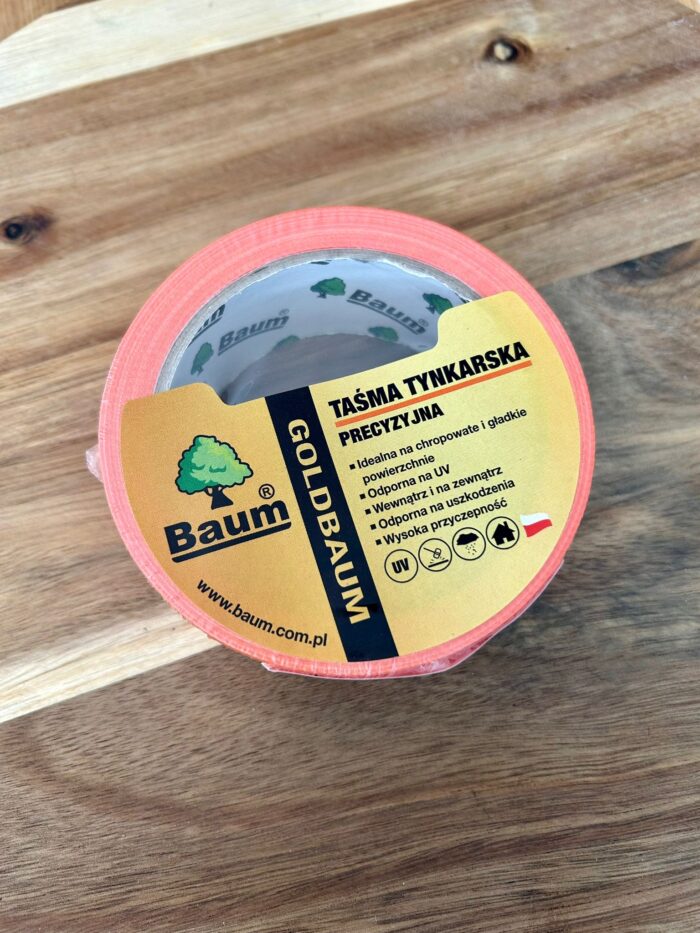 um
Baum
Baum
TAŚMA TYNKARSKA
PRECYZYJNA
▪ Idealna na chropowate i gładkie
powierzchnie
▪ Odporna na UV
▪ Wewnątrz i na zewnątrz
▪ Odporna na uszkodzenia
▪ Wysoka przyczepność
UV
GOLDBAUM
Baum®
www.baum.com.pl